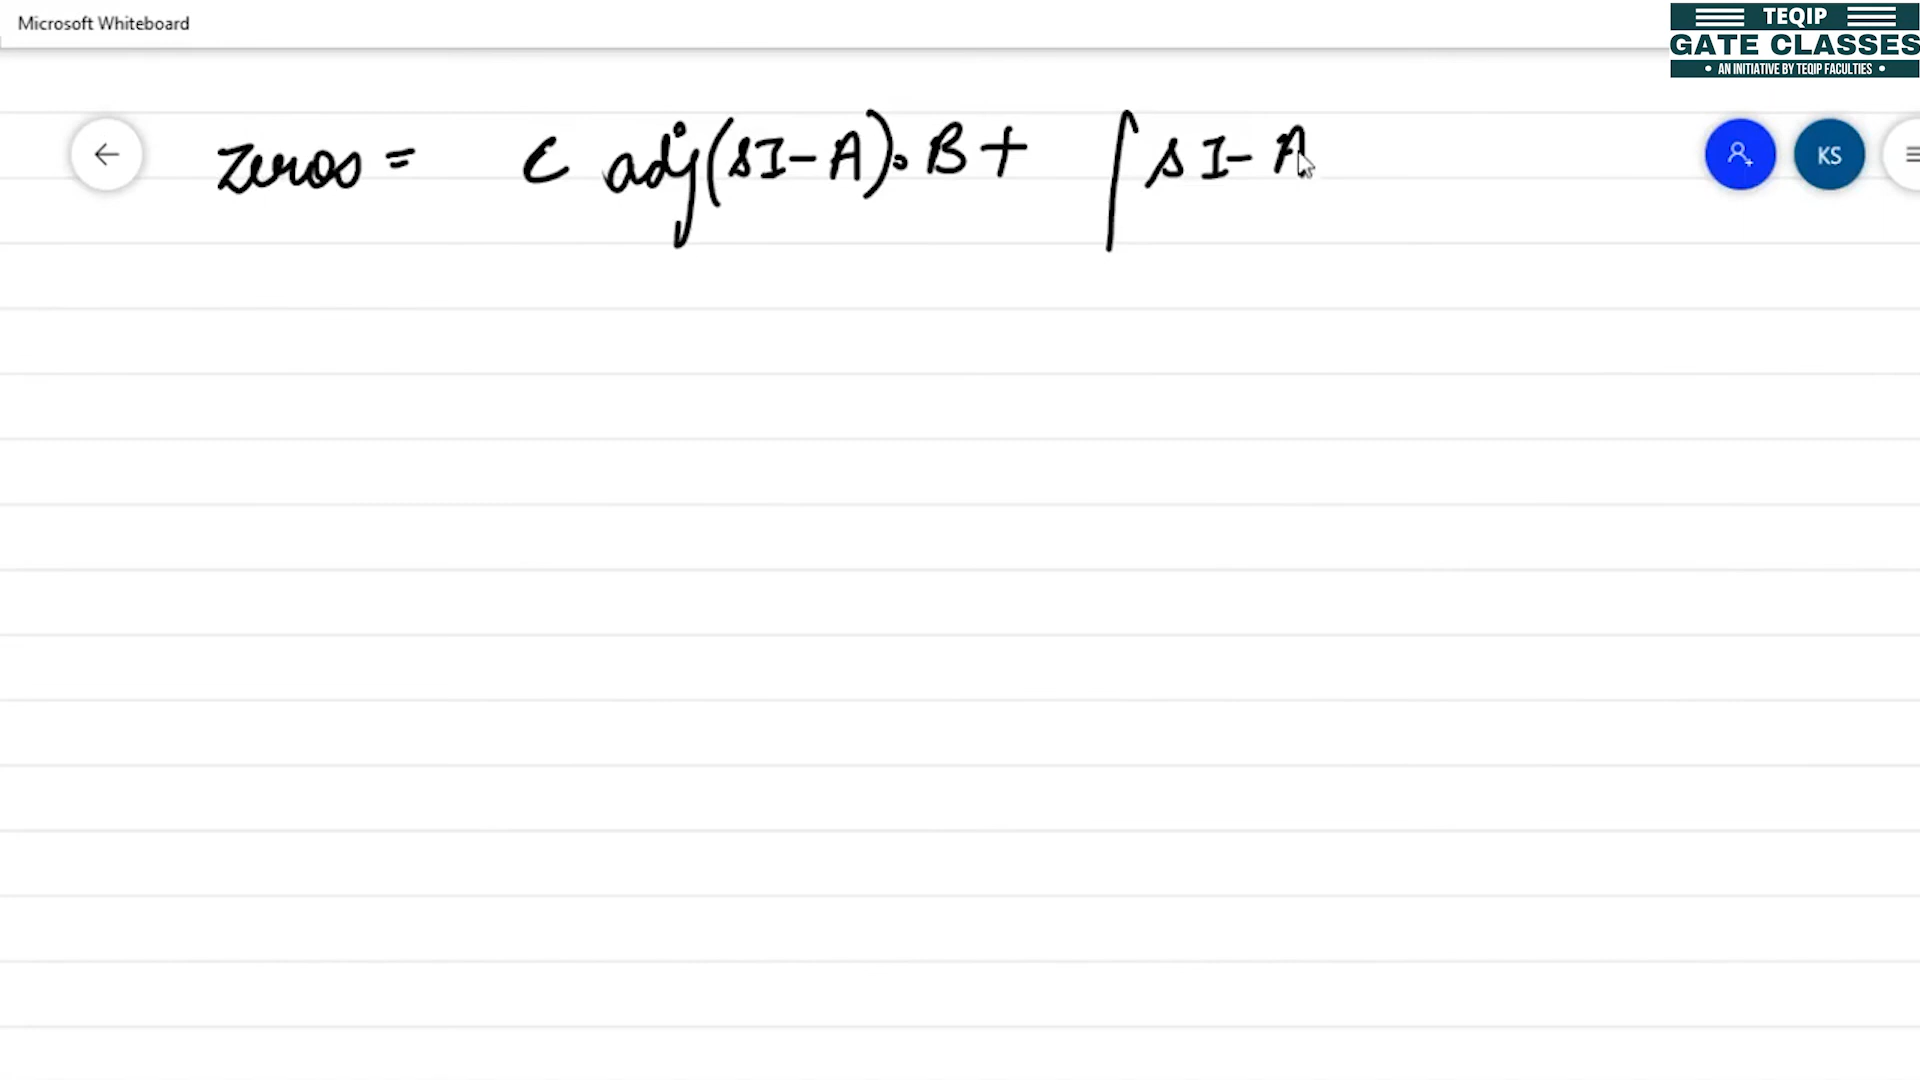 Microsoft Whiteboard
TEQIP
GATE CLASSES
• AN INITIATIVE BY TEQIP FACULTIES •
zeros = C adj(sI-A).B+ [sI-A
KS